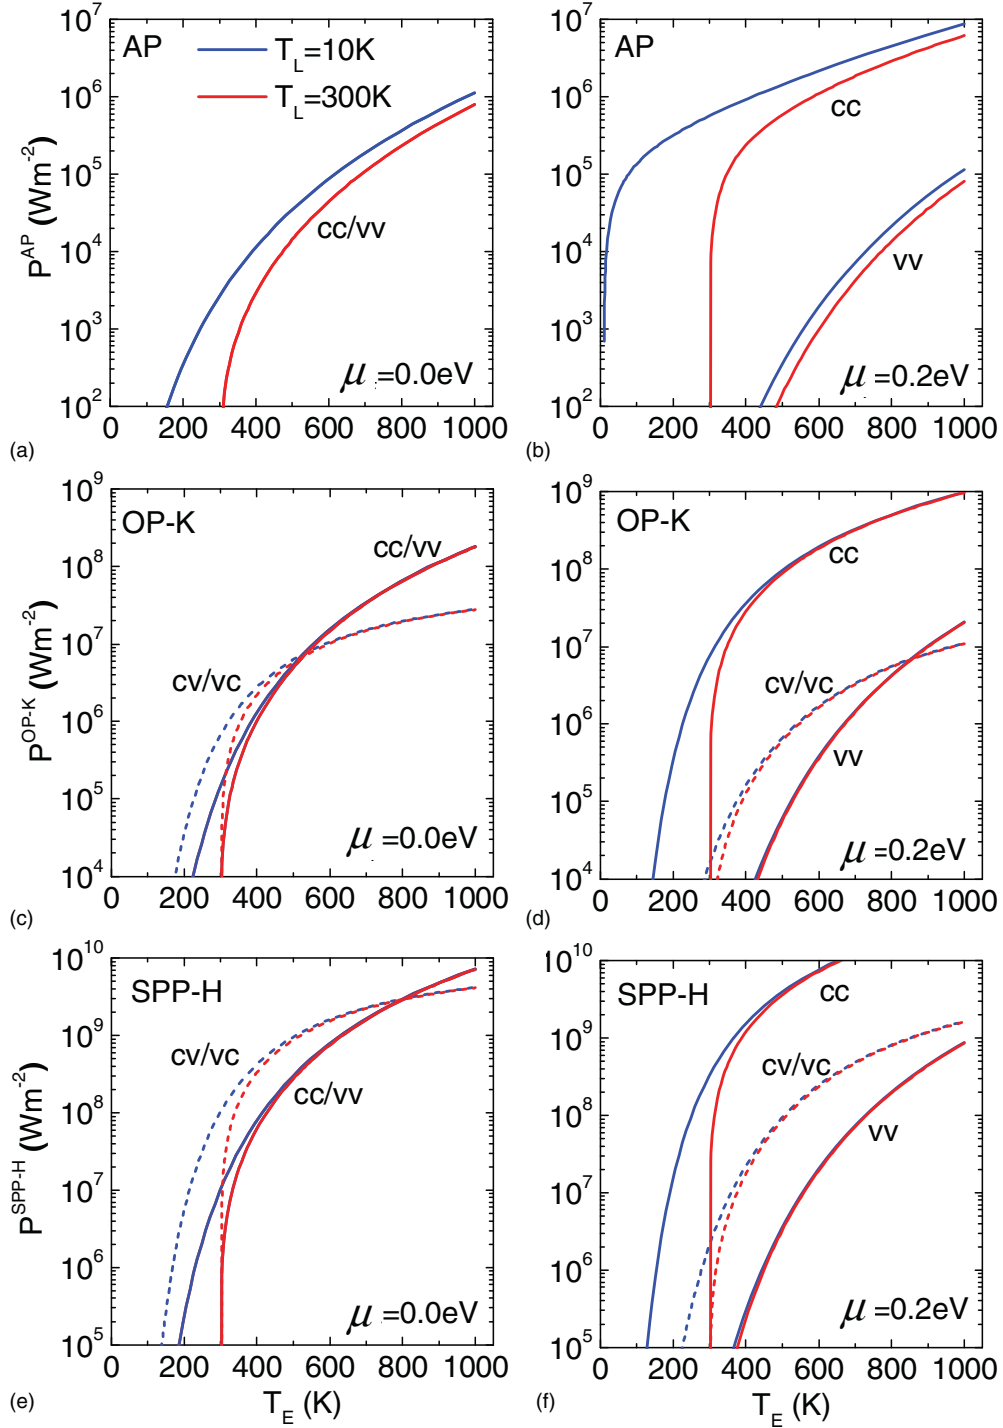 AP
T_L=10K
T_L=300K
cc/vv
μ=0.0eV
P^AP (Wm^-2)
10^7
10^6
10^5
10^4
10^3
10^2
0 200 400 600 800 1000
(a)
AP
cc
vv
μ=0.2eV
10^7
10^6
10^5
10^4
10^3
10^2
0 200 400 600 800 1000
(b)
OP-K
cc/vv
cv/vc
μ=0.0eV
P^OP-K (Wm^-2)
10^9
10^8
10^7
10^6
10^5
10^4
0 200 400 600 800 1000
(c)
OP-K
cc
cv/vc
vv
μ=0.2eV
10^9
10^8
10^7
10^6
10^5
10^4
0 200 400 600 800 1000
(d)
SPP-H
cv/vc
cc/vv
μ=0.0eV
P^SPP-H (Wm^-2)
10^10
10^9
10^8
10^7
10^6
10^5
0 200 400 600 800 1000
T_E (K)
(e)
SPP-H
cc
cv/vc
vv
μ=0.2eV
10^10
10^9
10^8
10^7
10^6
10^5
0 200 400 600 800 1000
T_E (K)
(f)